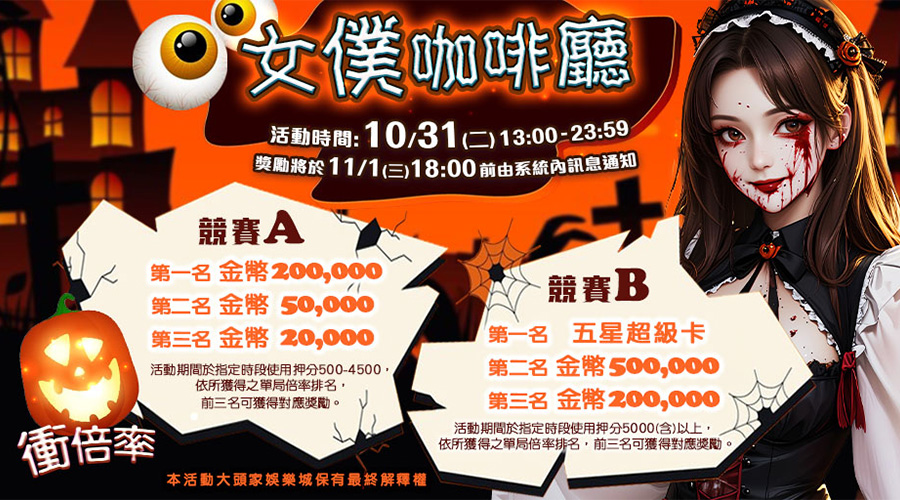 女僕咖啡廳
活動時間: 10/31(二) 13:00-23:59
獎勵將於 11/1(三)18:00 前由系統內訊息通知
競賽A
第一名 金幣 200,000
第二名 金幣 50,000
第三名 金幣 20,000
活動期間於指定時段使用押分500-4500，
依所獲得之單局倍率排名，
前三名可獲得對應獎勵。
競賽B
第一名 五星超級卡
第二名 金幣 500,000
第三名 金幣 200,000
活動期間於指定時段使用押分5000(含)以上，
依所獲得之單局倍率排名，前三名可獲得對應獎勵。
衝倍率
本活動大頭家娛樂城保有最終解釋權